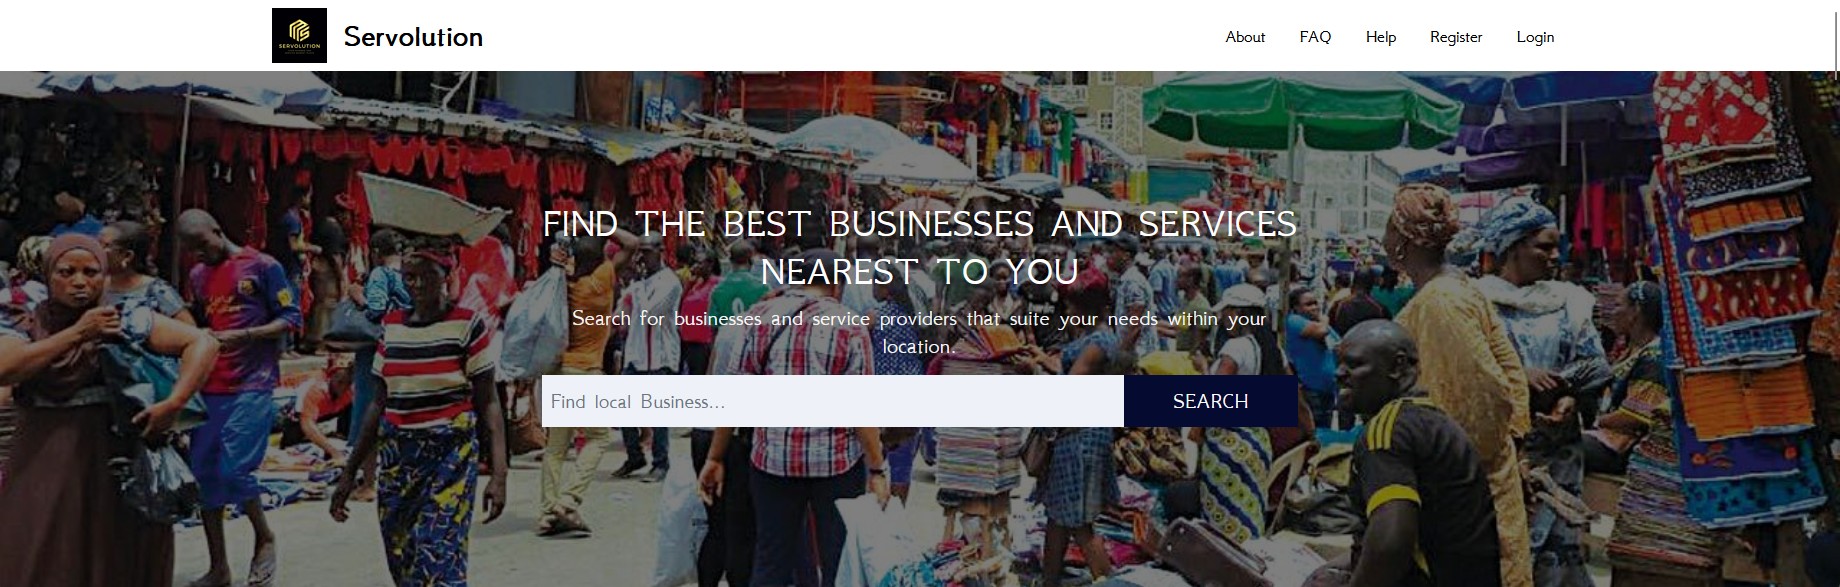 SERVOLUTION
Servolution
About FAQ Help Register Login
FIND THE BEST BUSINESSES AND SERVICES
NEAREST TO YOU
Search for businesses and service providers that suite your needs within your
location.
Find local Business...
SEARCH